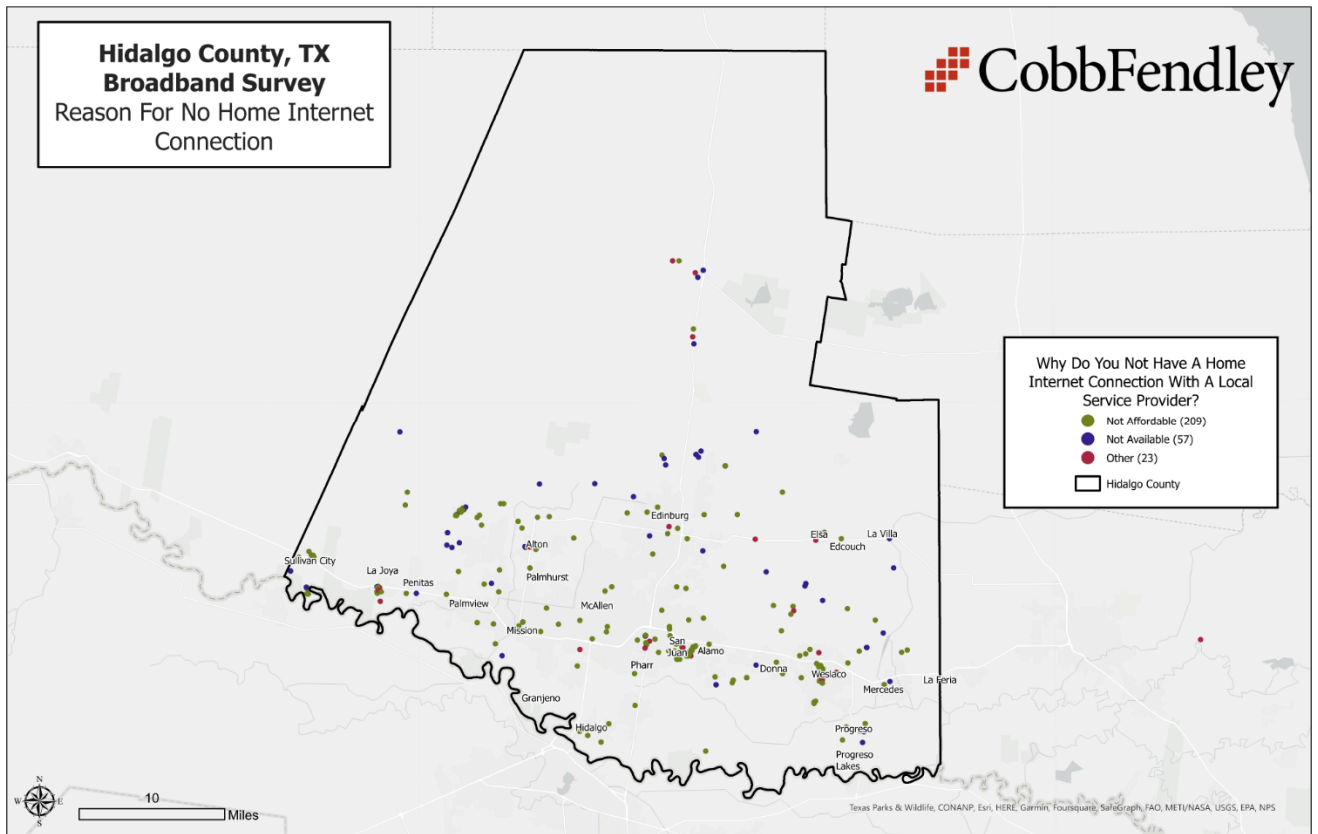 Hidalgo County, TX
Broadband Survey
Reason For No Home Internet
Connection
CobbFendley
Why Do You Not Have A Home
Internet Connection With A Local
Service Provider?
Not Affordable (209)
Not Available (57)
Other (23)
Hidalgo County
Edinburg
Elsa
La Villa
Edcouch
Alton
Sullivan City
La Joya
Penitas
Palmhurst
Palmview
McAllen
Mission
San
Juan
Alamo
Pharr
Donna
Weslaco
Mercedes
La Feria
Granjeno
Hidalgo
Progreso
Progreso
Lakes
N
W
E
S
10
Miles
Texas Parks & Wildlife, CONANP, Esri, HERE, Garmin, Foursquare, SafeGraph, FAO, METI/NASA, USGS, EPA, NPS